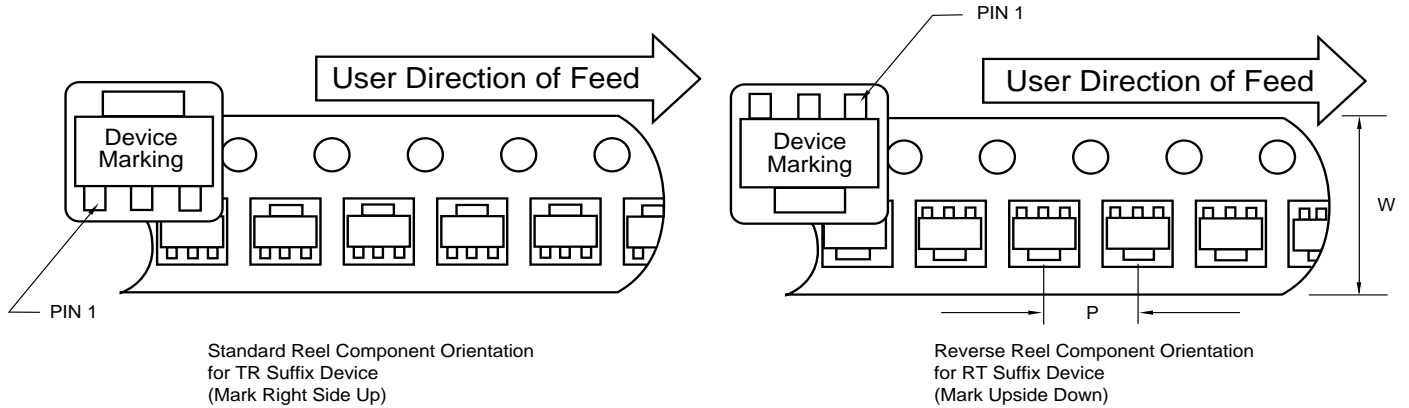 PIN 1
User Direction of Feed
Device
Marking
PIN 1
Standard Reel Component Orientation
for TR Suffix Device
(Mark Right Side Up)
User Direction of Feed
Device
Marking
W
P
Reverse Reel Component Orientation
for RT Suffix Device
(Mark Upside Down)